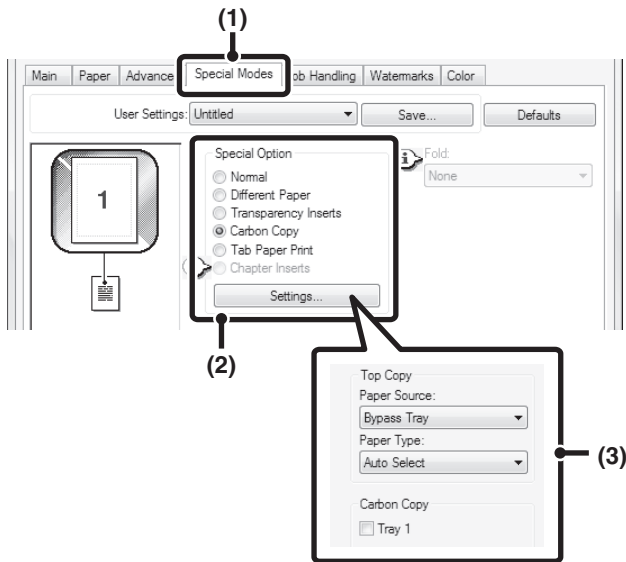 (1)
Main Paper Advance Special Modes ob Handling Watermarks Color
User Settings: Untitled Save... Defaults
Special Option
Fold:
1
Normal
None
Different Paper
Transparency Inserts
Carbon Copy
Tab Paper Print
Chapter Inserts
Settings...
(2)
Top Copy
Paper Source:
Bypass Tray
Paper Type:
Auto Select
(3)
Carbon Copy
Tray 1